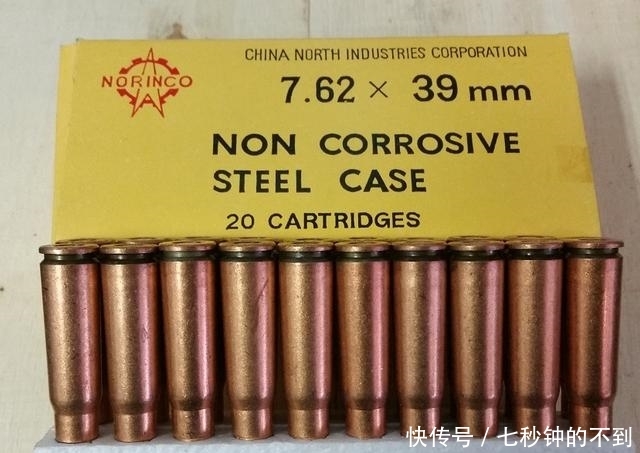 CHINA NORTH INDUSTRIES CORPORATION
NORINCO
7.62 × 39 mm
NON CORROSIVE
STEEL CASE
20 CARTRIDGES
快传号 / 七秒钟的不到